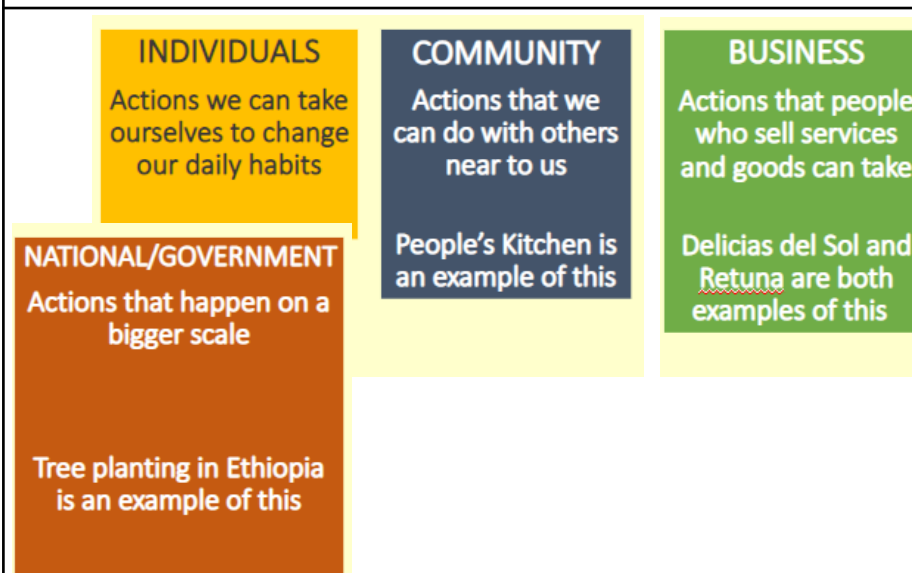 INDIVIDUALS
Actions we can take
ourselves to change
our daily habits
COMMUNITY
Actions that we
can do with others
near to us
People's Kitchen is
an example of this
BUSINESS
Actions that people
who sell services
and goods can take
Delicias del Sol and
Retuna are both
examples of this
NATIONAL/GOVERNMENT
Actions that happen on a
bigger scale
Tree planting in Ethiopia
is an example of this